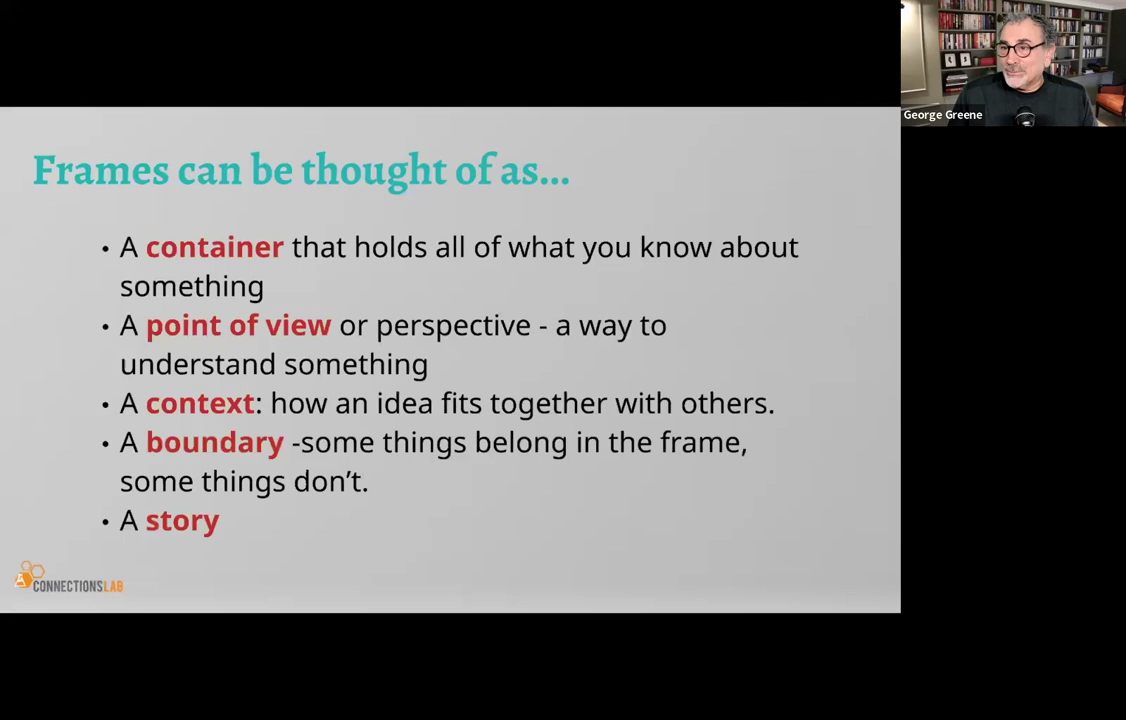 George Greene
Frames can be thought of as...
• A container that holds all of what you know about
something
• A point of view or perspective - a way to
understand something
• A context: how an idea fits together with others.
• A boundary -some things belong in the frame,
some things don’t.
• A story
CONNECTIONSLAB